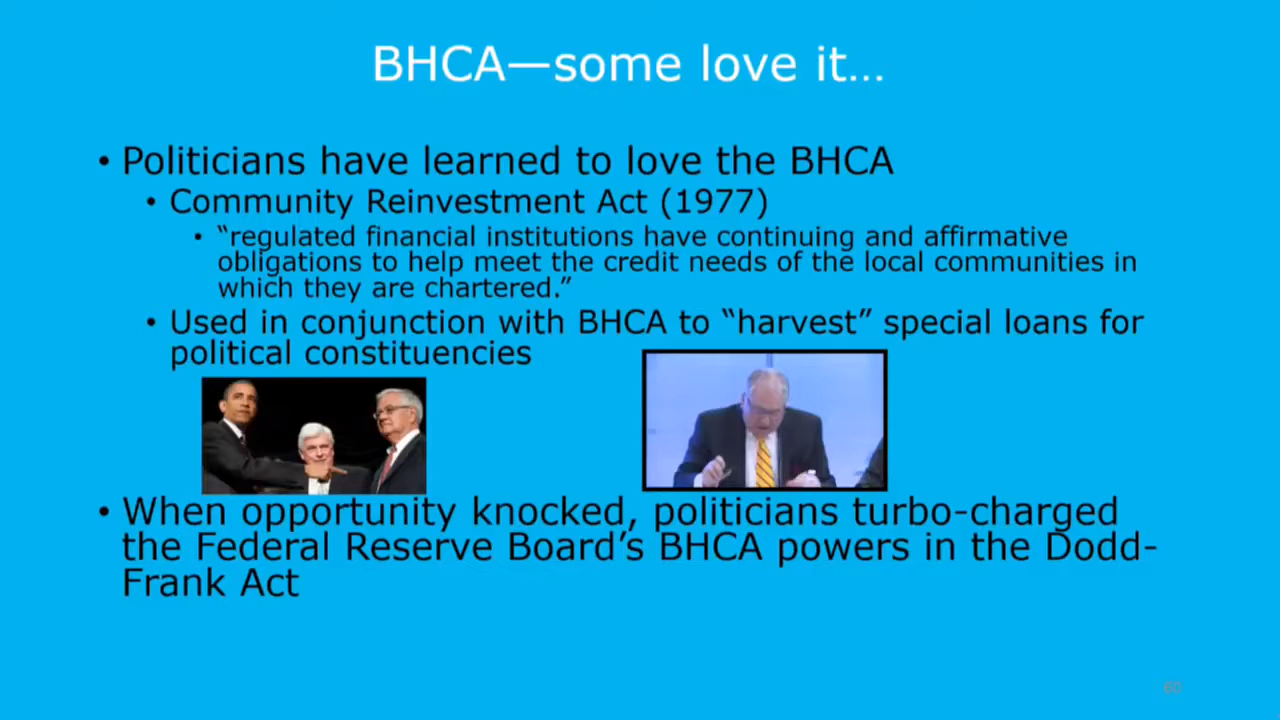 BHCA—some love it…
• Politicians have learned to love the BHCA
• Community Reinvestment Act (1977)
• “regulated financial institutions have continuing and affirmative
obligations to help meet the credit needs of the local communities in
which they are chartered.”
• Used in conjunction with BHCA to “harvest” special loans for
political constituencies
• When opportunity knocked, politicians turbo-charged
the Federal Reserve Board’s BHCA powers in the Dodd-
Frank Act